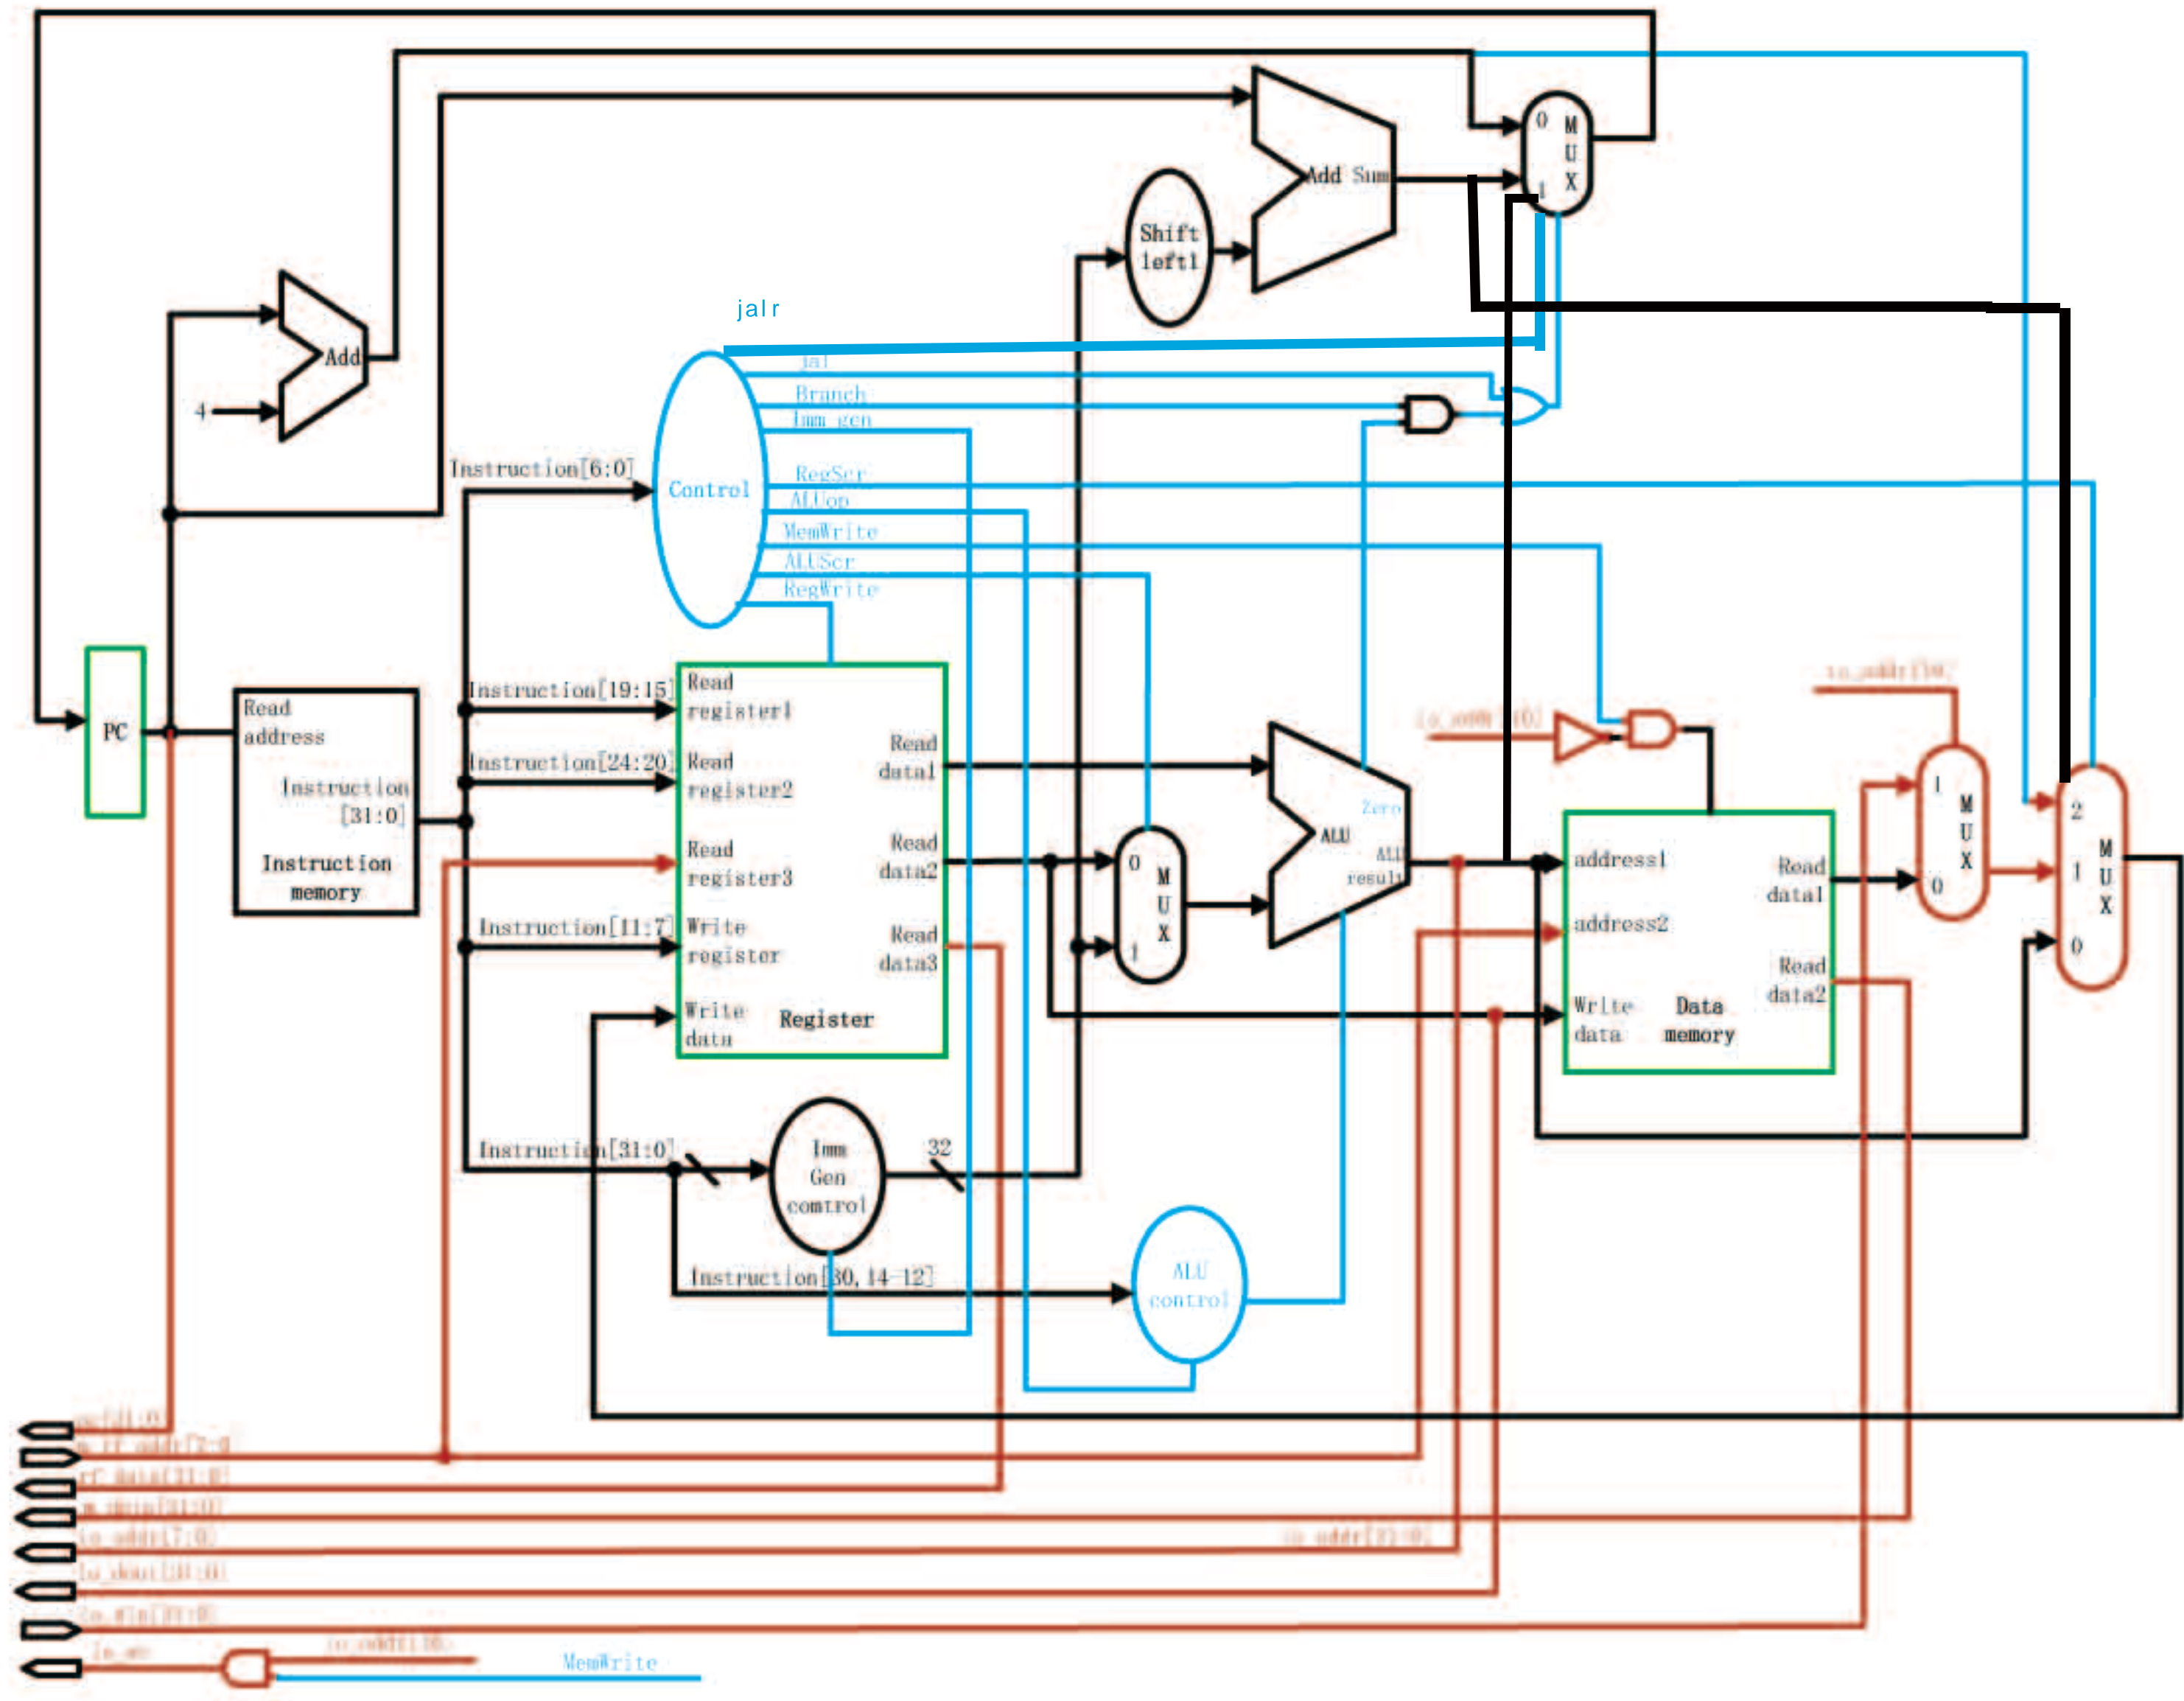 0
M
U
X
1
Add Sum
Shift
left1
jalr
Add
4
jal
Branch
Imm gen
Instruction[6:0]
Control
RegScr
ALUop
MemWrite
ALUScr
RegWrite
PC
Read
address
Instruction
[31:0]
Instruction
memory
Instruction[19:15]
Read
register1
Instruction[24:20]
Read
register2
Read
register3
Instruction[11:7]
Write
register
Write
data
Register
Read
data1
Read
data2
Read
data3
0
M
U
X
1
Zero
ALU
ALU
result
address1
address2
Write
data
Data
memory
Read
data1
Read
data2
1
M
U
X
0
2
1
M
U
X
0
Instruction[31:0]
Imm
Gen
comtrol
32
Instruction[30,14-12]
ALU
control
MemWrite